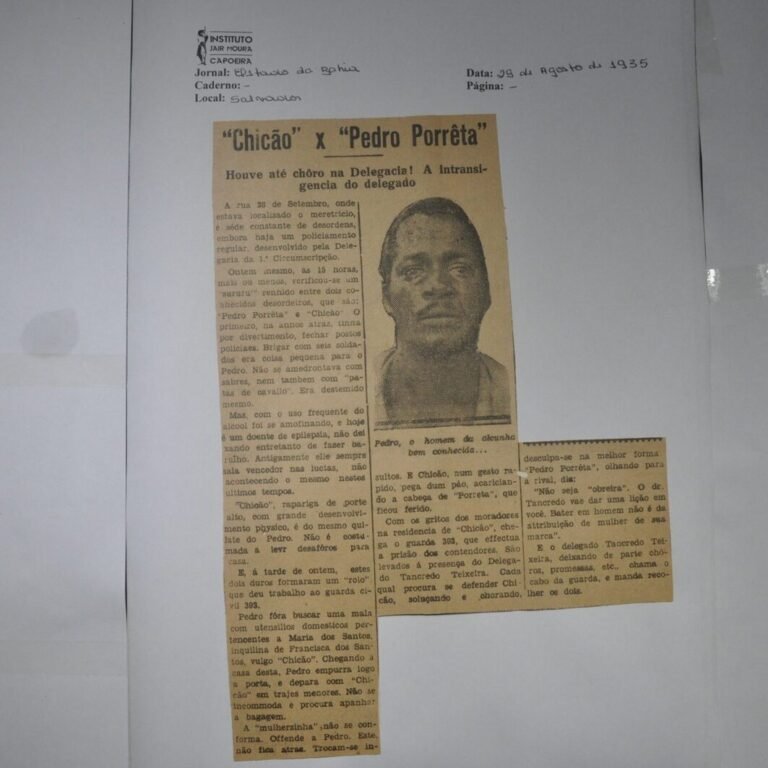 INSTITUTO
JAIR MOURA
CAPOEIRA
Jornal: Estado da Bahia
Caderno: -
Local: Salvador
Data: 29 de Agosto de 1935
Página: -
"Chicão" x "Pedro Porrêta"
Houve até chôro na Delegacia! A intransi-
gencia do delegado
A rua 28 de Setembro, onde
estava localisado o meretricio,
é séde constante de desordens,
embora haja um policiamento
regular, desenvolvido pela Dele-
gacia da 1.ª Circumscripção.
Ontem mesmo, ás 15 horas,
mais ou menos, verificou-se um
"sururú" renhido entre dois co-
nhecidos desordeiros, que são:
"Pedro Porrêta" e "Chicão" O
primeiro, na annos atraz, tinha
por divertimento, fechar postos
policiaes. Brigar com seis solda-
dos era coisa pequena para o
Pedro. Não se amedrontava com
sabres, nem tambem com "pa-
tas de cavallo". Era destemido
mesmo.
Mas, com o uso frequente do
alcool foi se amofinando, e hoje
é um doente de epilepsia, não dei
xando entretanto de fazer ba-
rulho. Antigamente elle sempre
saía vencedor nas luctas, não
acontecendo o mesmo nestes
ultimos tempos.
"Chicão", rapariga de porte
alto, com grande desenvolvi-
mento physico, é do mesmo qui-
late do Pedro. Não é costu-
mada a levr desafóros para
casa.
E, á tarde de ontem, estes
dois duros formaram um "rolo"
que deu trabalho ao guarda ci-
vil 393.
Pedro fôra buscar uma mala
com utensilios domesticos per-
tencentes a Maria dos Santos,
inquilina de Francisca dos San-
tos, vulgo "Chicão". Chegando a
casa desta, Pedro empurra logo
a porta, e depara com "Chi-
cão" em trajes menores. Não se
incommoda e procura apanhar
a bagagem.
A "mulherzinha" não se con-
forma. Offende a Pedro. Este,
não fica atras. Trocam-se in-
Pedro, o homem da alcunha
bem conhecida...
sultos. E Chicão, num gesto ra-
pido, pega dum páo, acarician-
do a cabeça de "Porreta", que
ficou ferido.
Com os gritos dos moradores
na residencia de "Chicão", che-
ga o guarda 393, que effectua
a prisão dos contendores. São
levados á presença do Delega-
do Tancredo Teixeira. Cada
qual procura se defender Chi-
cão, soluçando e chorando,
desculpa-se na melhor forma
"Pedro Porrêta", olhando para
a rival, diz:
"Não seja "obreira". O dr.
Tancredo vae dar uma lição em
você. Bater em homem não é da
attribuição de mulher de sua
marca".
E o delegado Tancredo Tei-
xeira, deixando de parte chó-
ros, promessas, etc., chama o
cabo da guarda, e manda reco-
lher os dois.